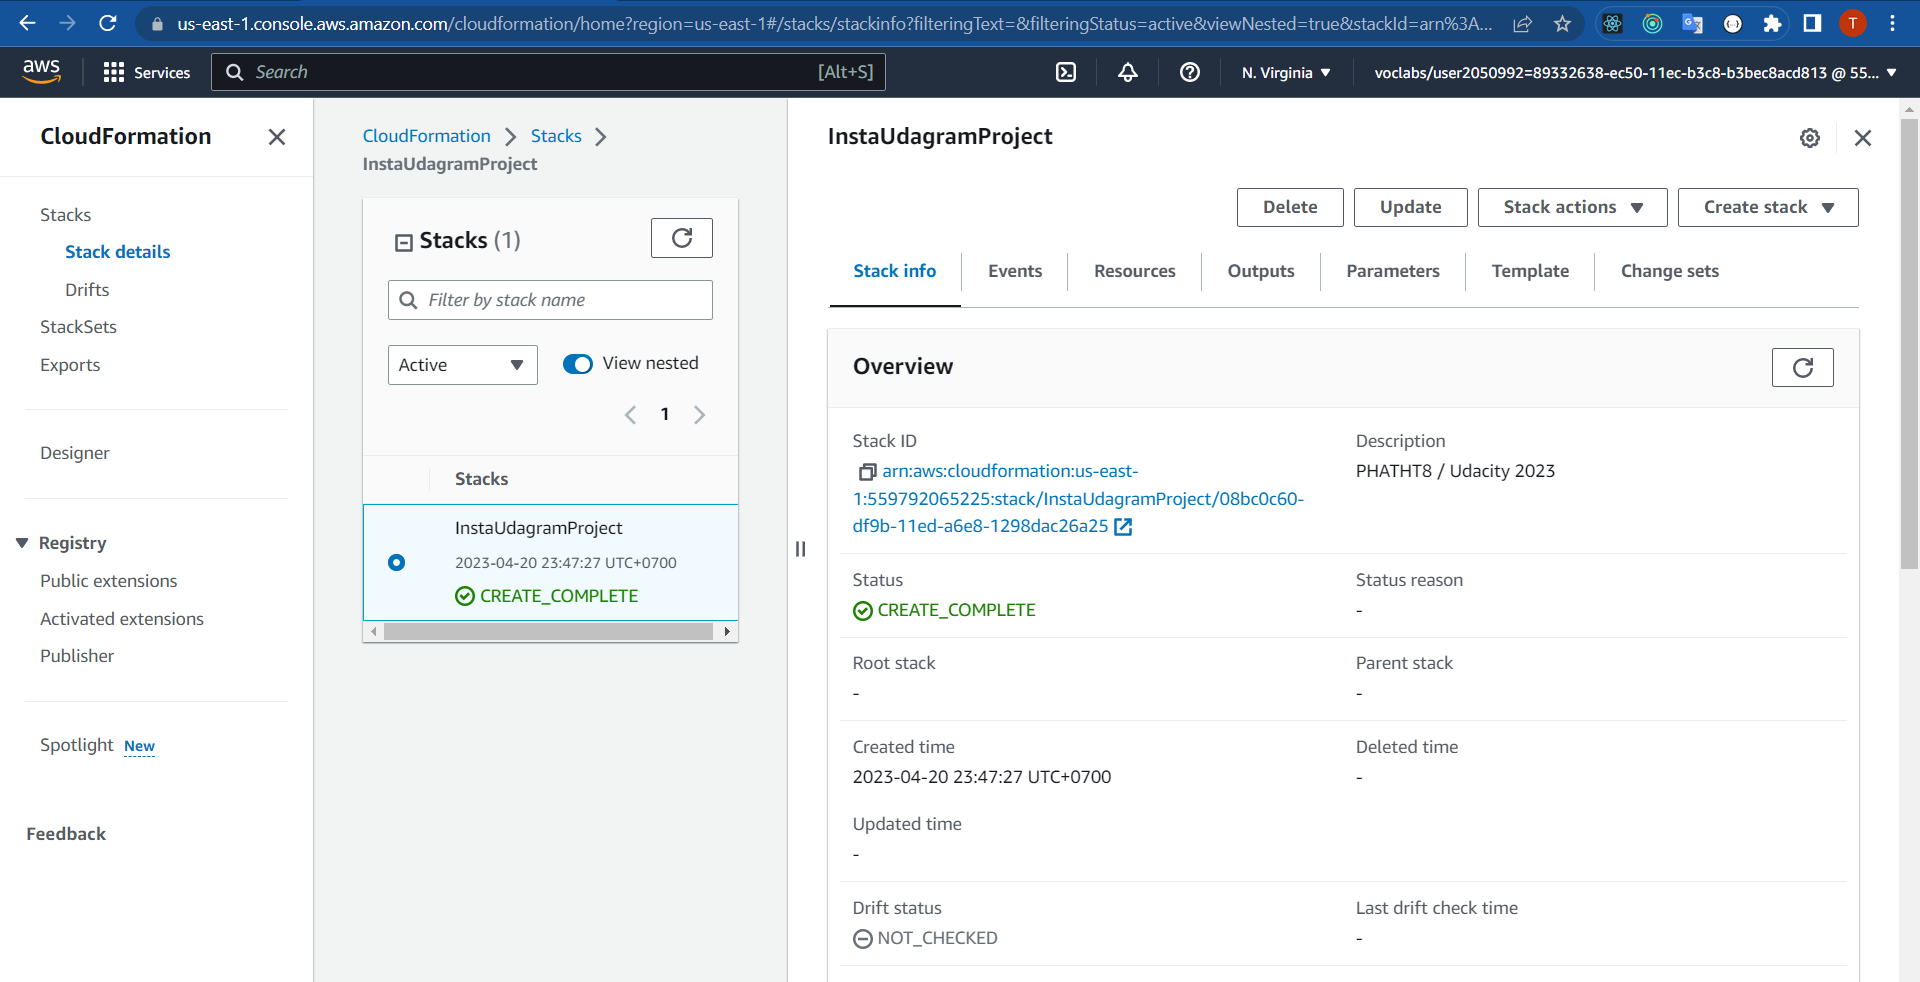 us-east-1.console.aws.amazon.com/cloudformation/home?region=us-east-1#/stacks/stackinfo?filteringText=&filteringStatus=active&viewNested=true&stackId=arn%3A...
T
aws
Services
Search
[Alt+S]
N. Virginia
voclabs/user2050992=89332638-ec50-11ec-b3c8-b3bec8acd813 @ 55...
CloudFormation
Stacks
Stack details
Drifts
StackSets
Exports
Designer
Registry
Public extensions
Activated extensions
Publisher
Spotlight New
Feedback
CloudFormation
Stacks
InstaUdagramProject
Stacks (1)
Filter by stack name
Active
View nested
1
Stacks
InstaUdagramProject
2023-04-20 23:47:27 UTC+0700
CREATE_COMPLETE
InstaUdagramProject
Delete
Update
Stack actions
Create stack
Stack info
Events
Resources
Outputs
Parameters
Template
Change sets
Overview
Stack ID
arn:aws:cloudformation:us-east-
1:559792065225:stack/InstaUdagramProject/08bc0c60-
df9b-11ed-a6e8-1298dac26a25
Description
PHATHT8 / Udacity 2023
Status
CREATE_COMPLETE
Status reason
-
Root stack
-
Parent stack
-
Created time
2023-04-20 23:47:27 UTC+0700
Deleted time
-
Updated time
-
Drift status
NOT_CHECKED
Last drift check time
-